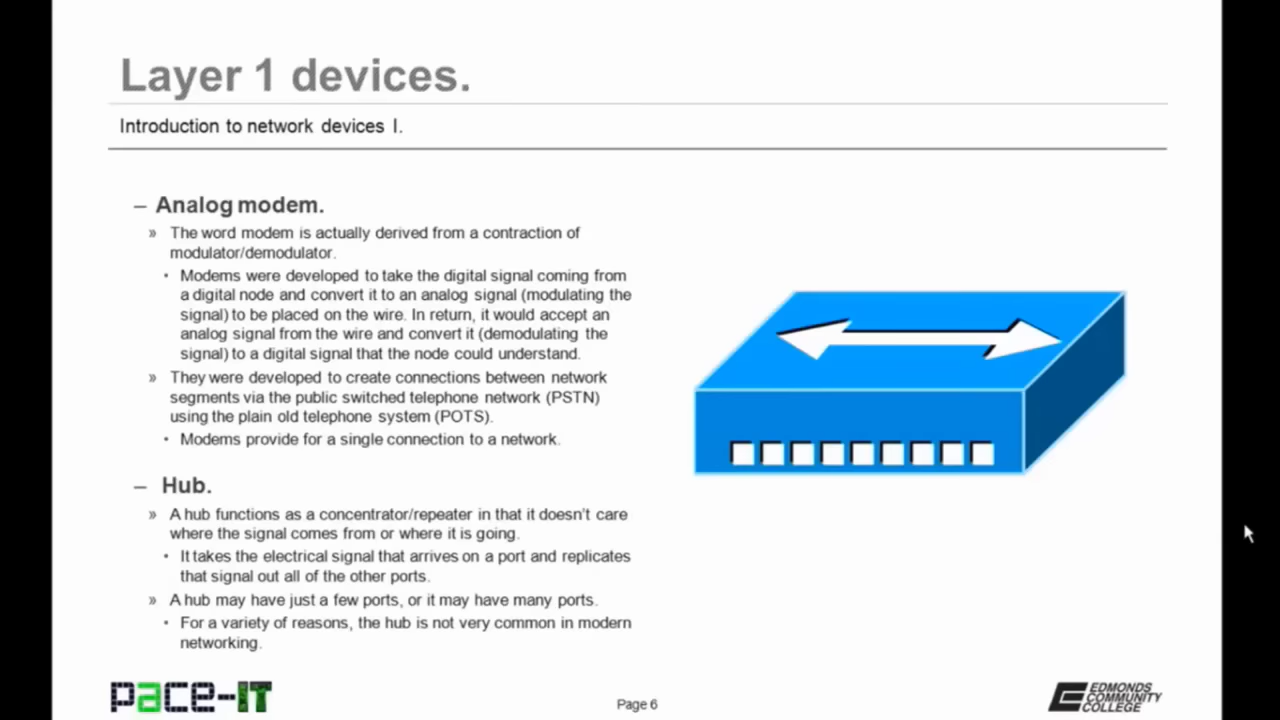 Layer 1 devices.
Introduction to network devices I.
– Analog modem.
» The word modem is actually derived from a contraction of
modulator/demodulator.
• Modems were developed to take the digital signal coming from
a digital node and convert it to an analog signal (modulating the
signal) to be placed on the wire. In return, it would accept an
analog signal from the wire and convert it (demodulating the
signal) to a digital signal that the node could understand.
» They were developed to create connections between network
segments via the public switched telephone network (PSTN)
using the plain old telephone system (POTS).
• Modems provide for a single connection to a network.
– Hub.
» A hub functions as a concentrator/repeater in that it doesn't care
where the signal comes from or where it is going.
• It takes the electrical signal that arrives on a port and replicates
that signal out all of the other ports.
» A hub may have just a few ports, or it may have many ports.
• For a variety of reasons, the hub is not very common in modern
networking.
pace-IT
Page 6
EDMONDS
COMMUNITY
COLLEGE